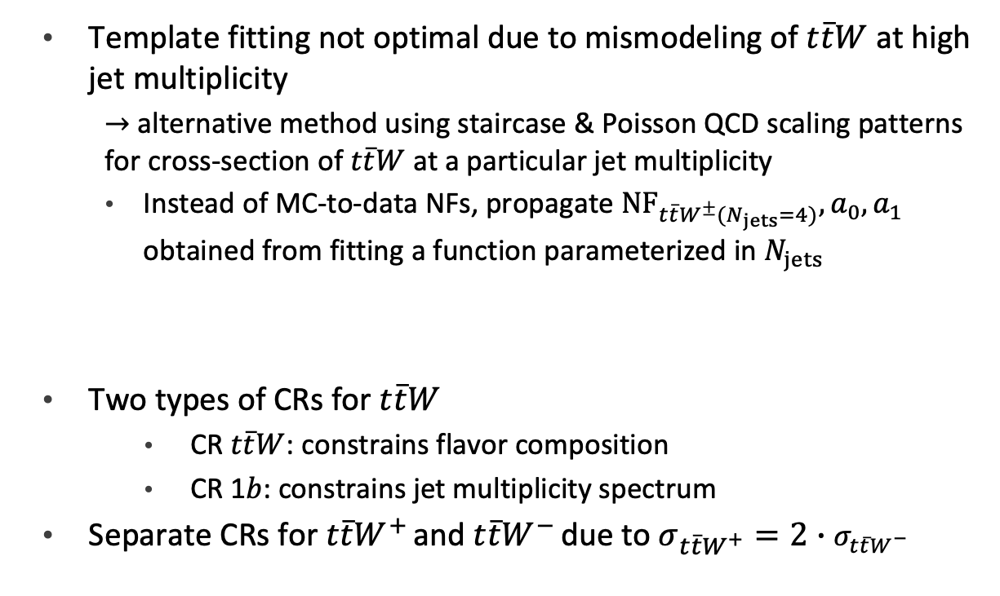 • Template fitting not optimal due to mismodeling of $t\bar{t}W$ at high
jet multiplicity
→ alternative method using staircase & Poisson QCD scaling patterns
for cross-section of $t\bar{t}W$ at a particular jet multiplicity
• Instead of MC-to-data NFs, propagate $\mathrm{NF}_{t\bar{t}W^{\pm}(N_{\mathrm{jets}}=4)}, a_0, a_1$
obtained from fitting a function parameterized in $N_{\mathrm{jets}}$
• Two types of CRs for $t\bar{t}W$
• CR $t\bar{t}W$: constrains flavor composition
• CR $1b$: constrains jet multiplicity spectrum
• Separate CRs for $t\bar{t}W^{+}$ and $t\bar{t}W^{-}$ due to $\sigma_{t\bar{t}W^{+}} = 2 \cdot \sigma_{t\bar{t}W^{-}}$